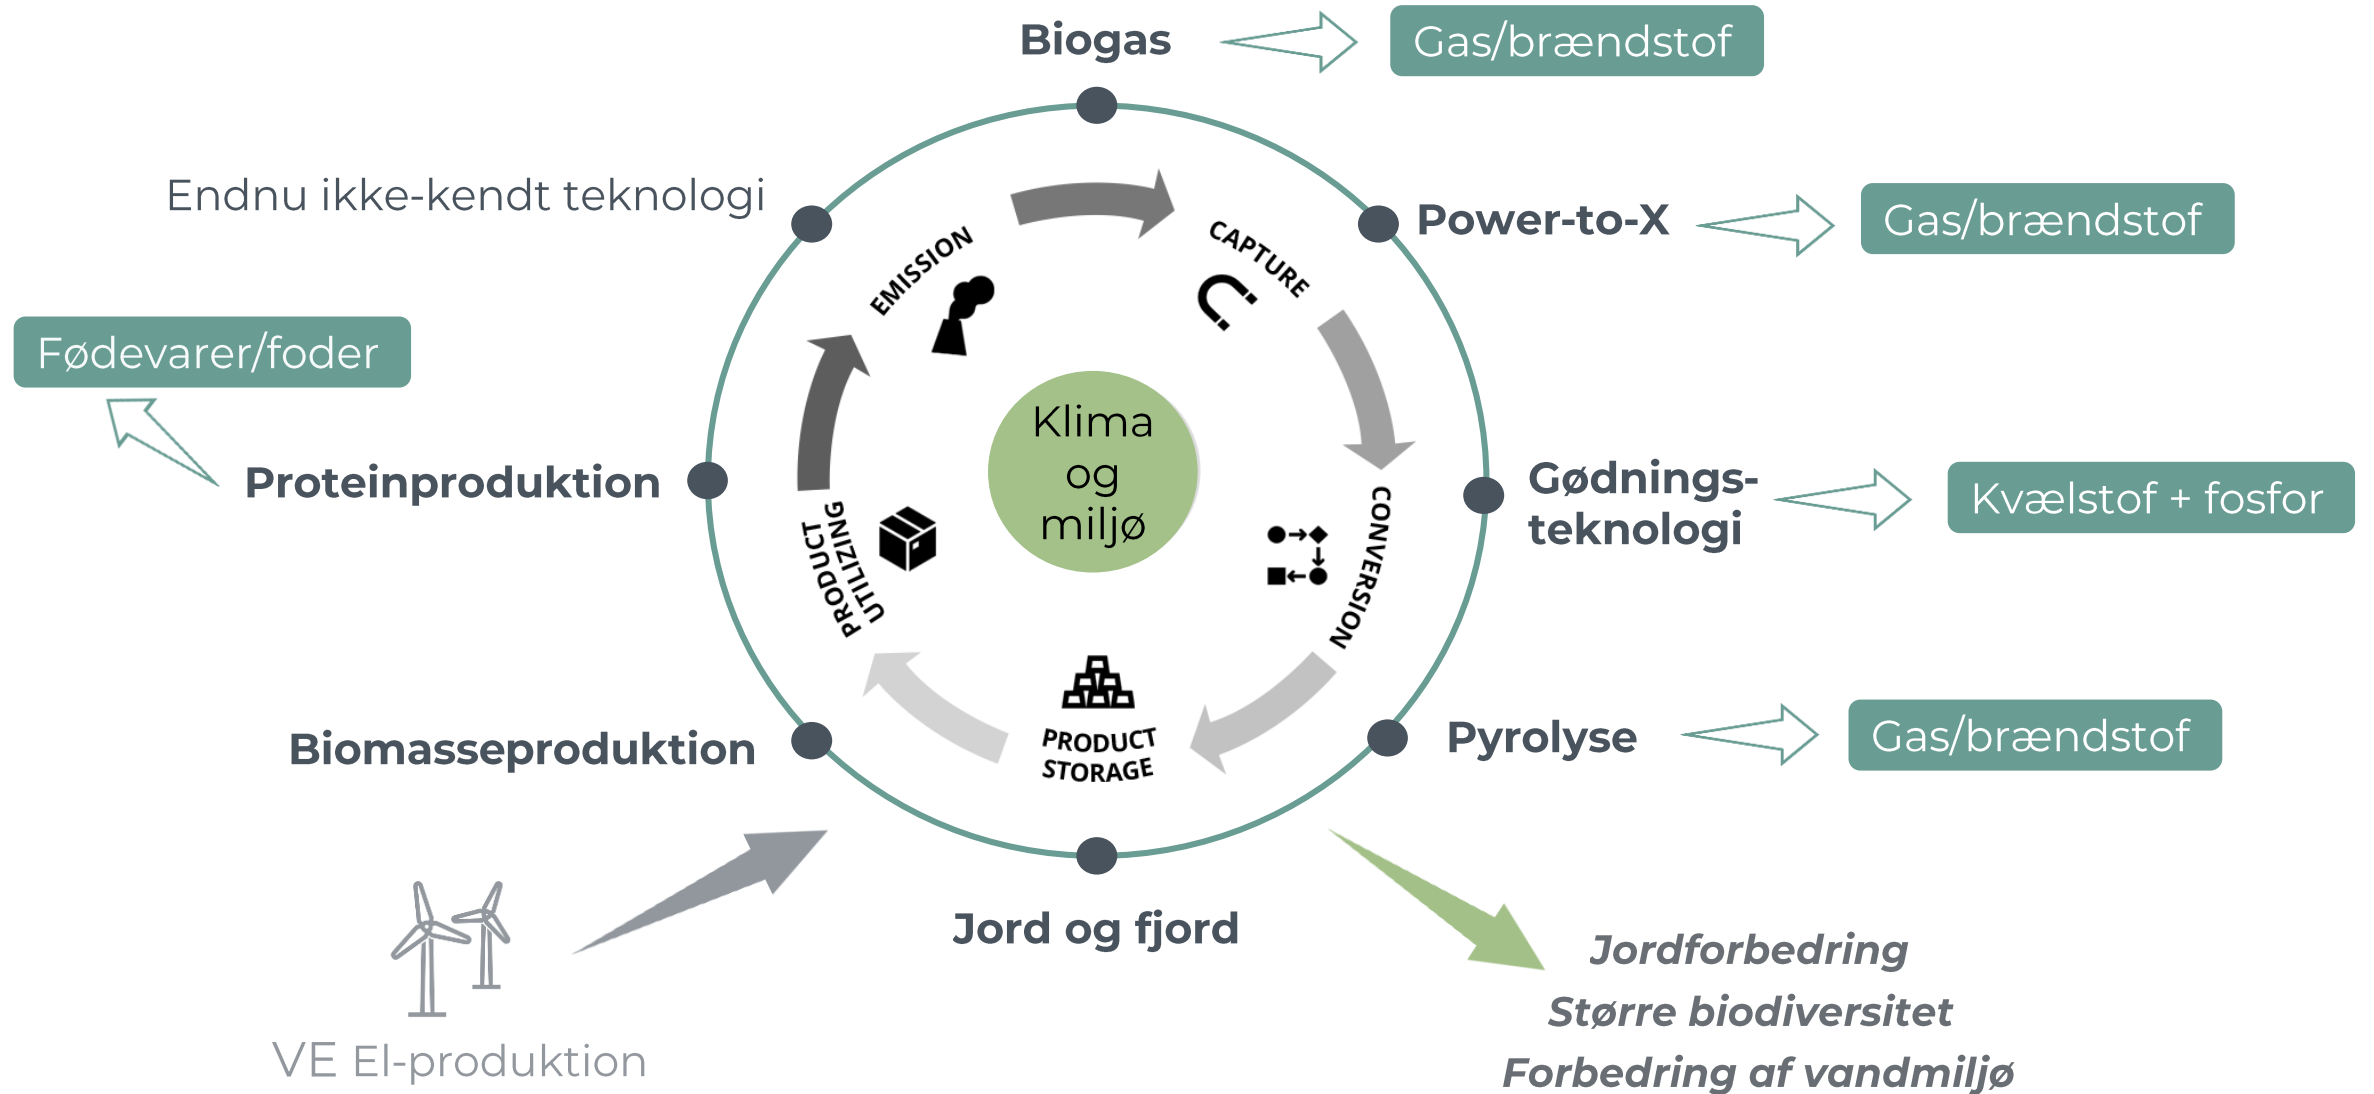 Biogas
Gas/brændstof
Endnu ikke-kendt teknologi
Power-to-X
Gas/brændstof
EMISSION
CAPTURE
Fødevarer/foder
Klima
og
miljø
Proteinproduktion
Gødnings-
teknologi
Kvælstof + fosfor
PRODUCT
UTILIZING
CONVERSION
PRODUCT
STORAGE
Biomasseproduktion
Pyrolyse
Gas/brændstof
Jord og fjord
VE El-produktion
Jordforbedring
Større biodiversitet
Forbedring af vandmiljø